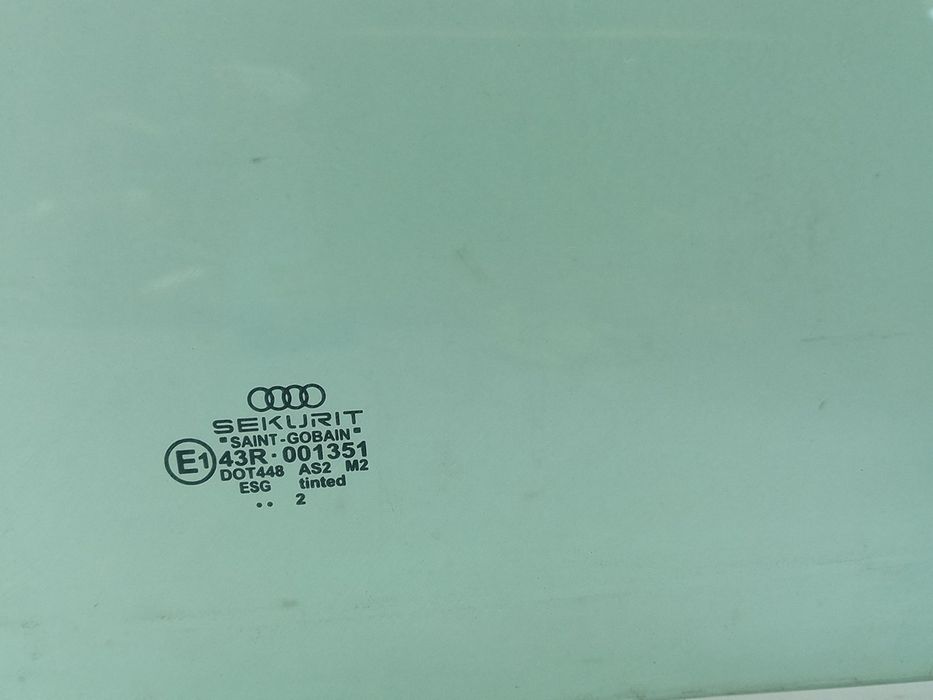 SEKURIT
"SAINT-GOBAIN"
E1 43R·001351
DOT448 AS2 M2
ESG tinted
.. 2